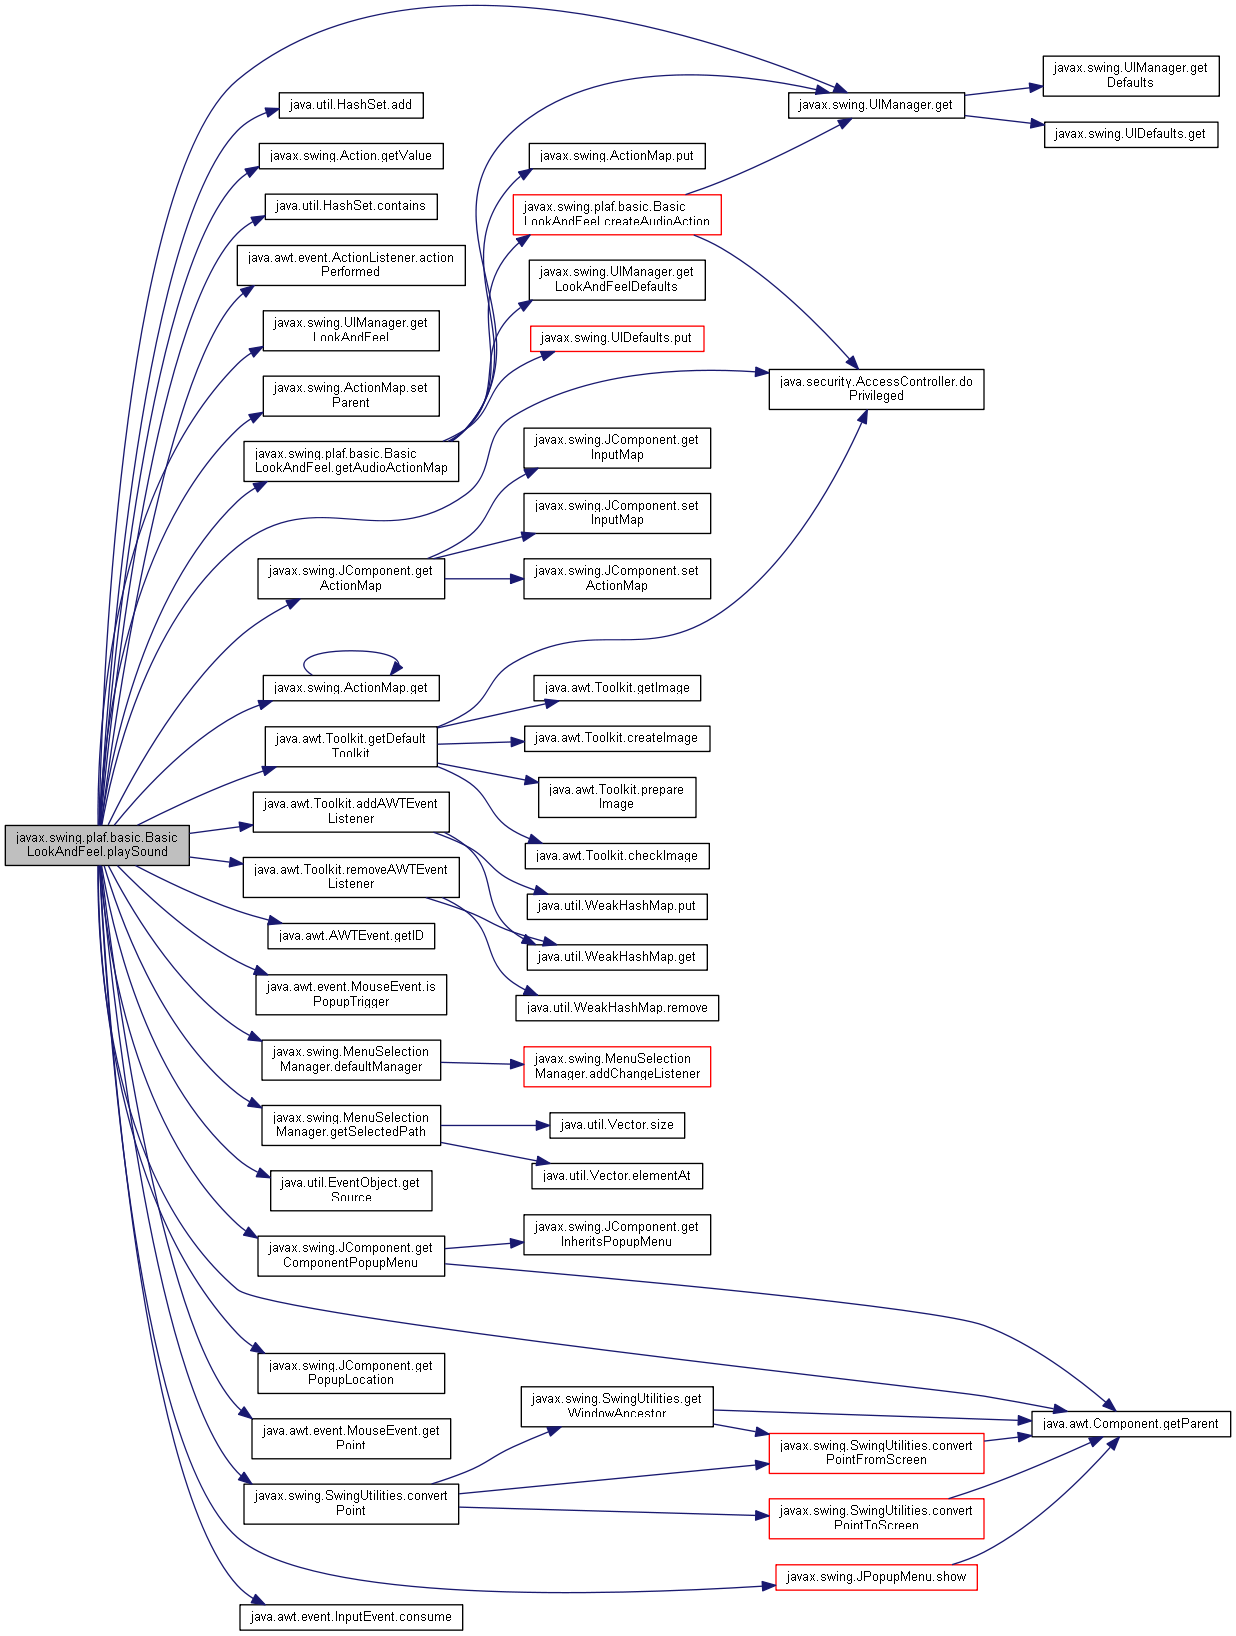 javax.swing.plaf.basic.Basic
LookAndFeel.playSound
java.util.HashSet.add
javax.swing.Action.getValue
java.util.HashSet.contains
java.awt.event.ActionListener.action
Performed
javax.swing.UIManager.get
LookAndFeel
javax.swing.ActionMap.set
Parent
javax.swing.plaf.basic.Basic
LookAndFeel.getAudioActionMap
javax.swing.JComponent.get
ActionMap
javax.swing.ActionMap.get
java.awt.Toolkit.getDefault
Toolkit
java.awt.Toolkit.addAWTEvent
Listener
java.awt.Toolkit.removeAWTEvent
Listener
java.awt.AWTEvent.getID
java.awt.event.MouseEvent.is
PopupTrigger
javax.swing.MenuSelection
Manager.defaultManager
javax.swing.MenuSelection
Manager.getSelectedPath
java.util.EventObject.get
Source
javax.swing.JComponent.get
ComponentPopupMenu
javax.swing.JComponent.get
PopupLocation
java.awt.event.MouseEvent.get
Point
javax.swing.SwingUtilities.convert
Point
java.awt.event.InputEvent.consume
javax.swing.ActionMap.put
javax.swing.plaf.basic.Basic
LookAndFeel.createAudioAction
javax.swing.UIManager.get
LookAndFeelDefaults
javax.swing.UIDefaults.put
javax.swing.JComponent.get
InputMap
javax.swing.JComponent.set
InputMap
javax.swing.JComponent.set
ActionMap
java.awt.Toolkit.getImage
java.awt.Toolkit.createImage
java.awt.Toolkit.prepare
Image
java.awt.Toolkit.checkImage
java.util.WeakHashMap.put
java.util.WeakHashMap.get
java.util.WeakHashMap.remove
javax.swing.MenuSelection
Manager.addChangeListener
java.util.Vector.size
java.util.Vector.elementAt
javax.swing.JComponent.get
InheritsPopupMenu
javax.swing.SwingUtilities.get
WindowAncestor
javax.swing.UIManager.get
java.security.AccessController.do
Privileged
javax.swing.SwingUtilities.convert
PointFromScreen
javax.swing.SwingUtilities.convert
PointToScreen
javax.swing.JPopupMenu.show
javax.swing.UIManager.get
Defaults
javax.swing.UIDefaults.get
java.awt.Component.getParent